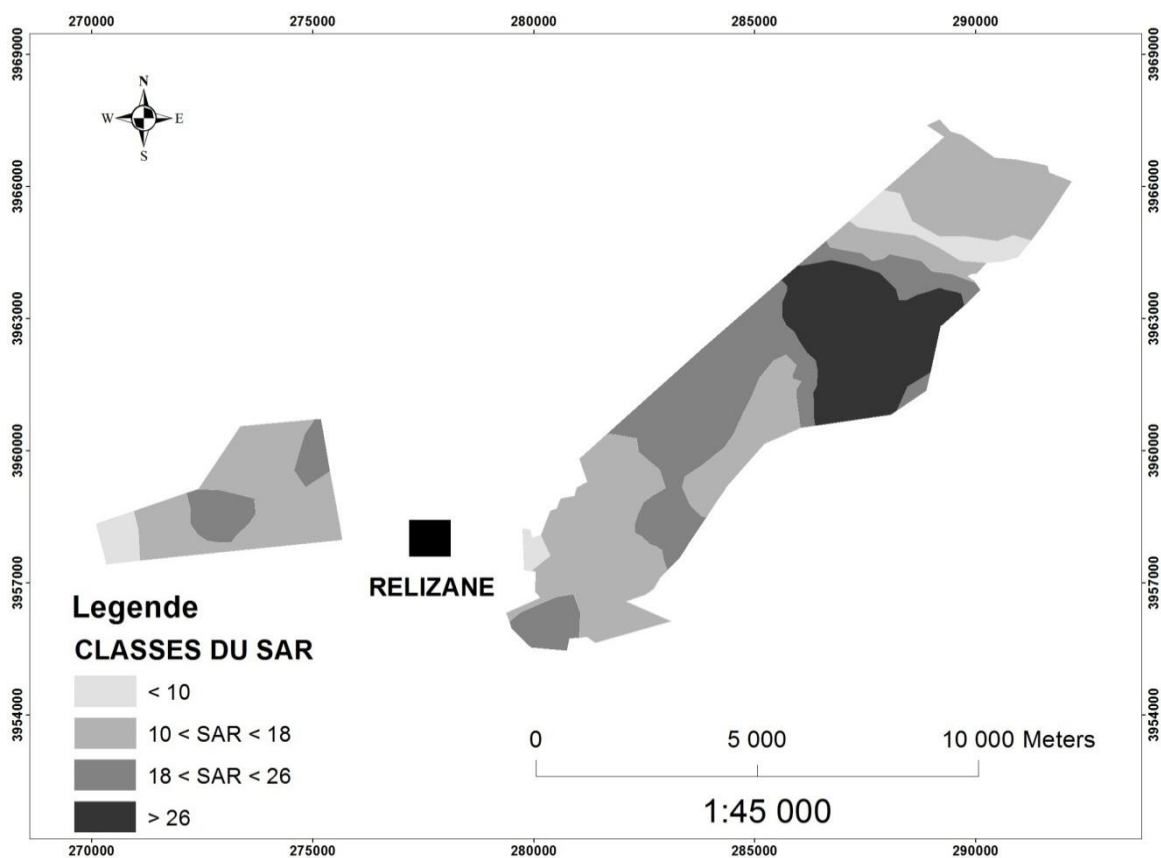 270000 275000 280000 285000 290000
3969000 3969000
N
W E
S
3966000 3966000
3963000 3963000
3960000 3960000
3957000 3957000
RELIZANE
Legende
CLASSES DU SAR
< 10
10 < SAR < 18
18 < SAR < 26
> 26
0 5 000 10 000 Meters
1:45 000
3954000 3954000
270000 275000 280000 285000 290000